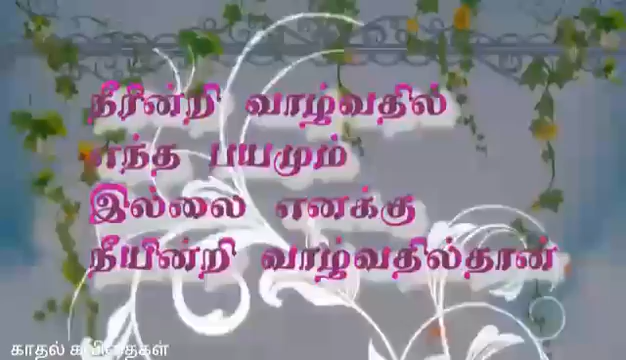 நீரின்றி வாழ்வதில்
எந்த பயமும்
இல்லை எனக்கு
நீயின்றி வாழ்வதில்தான்
காதல் கவிதைகள்